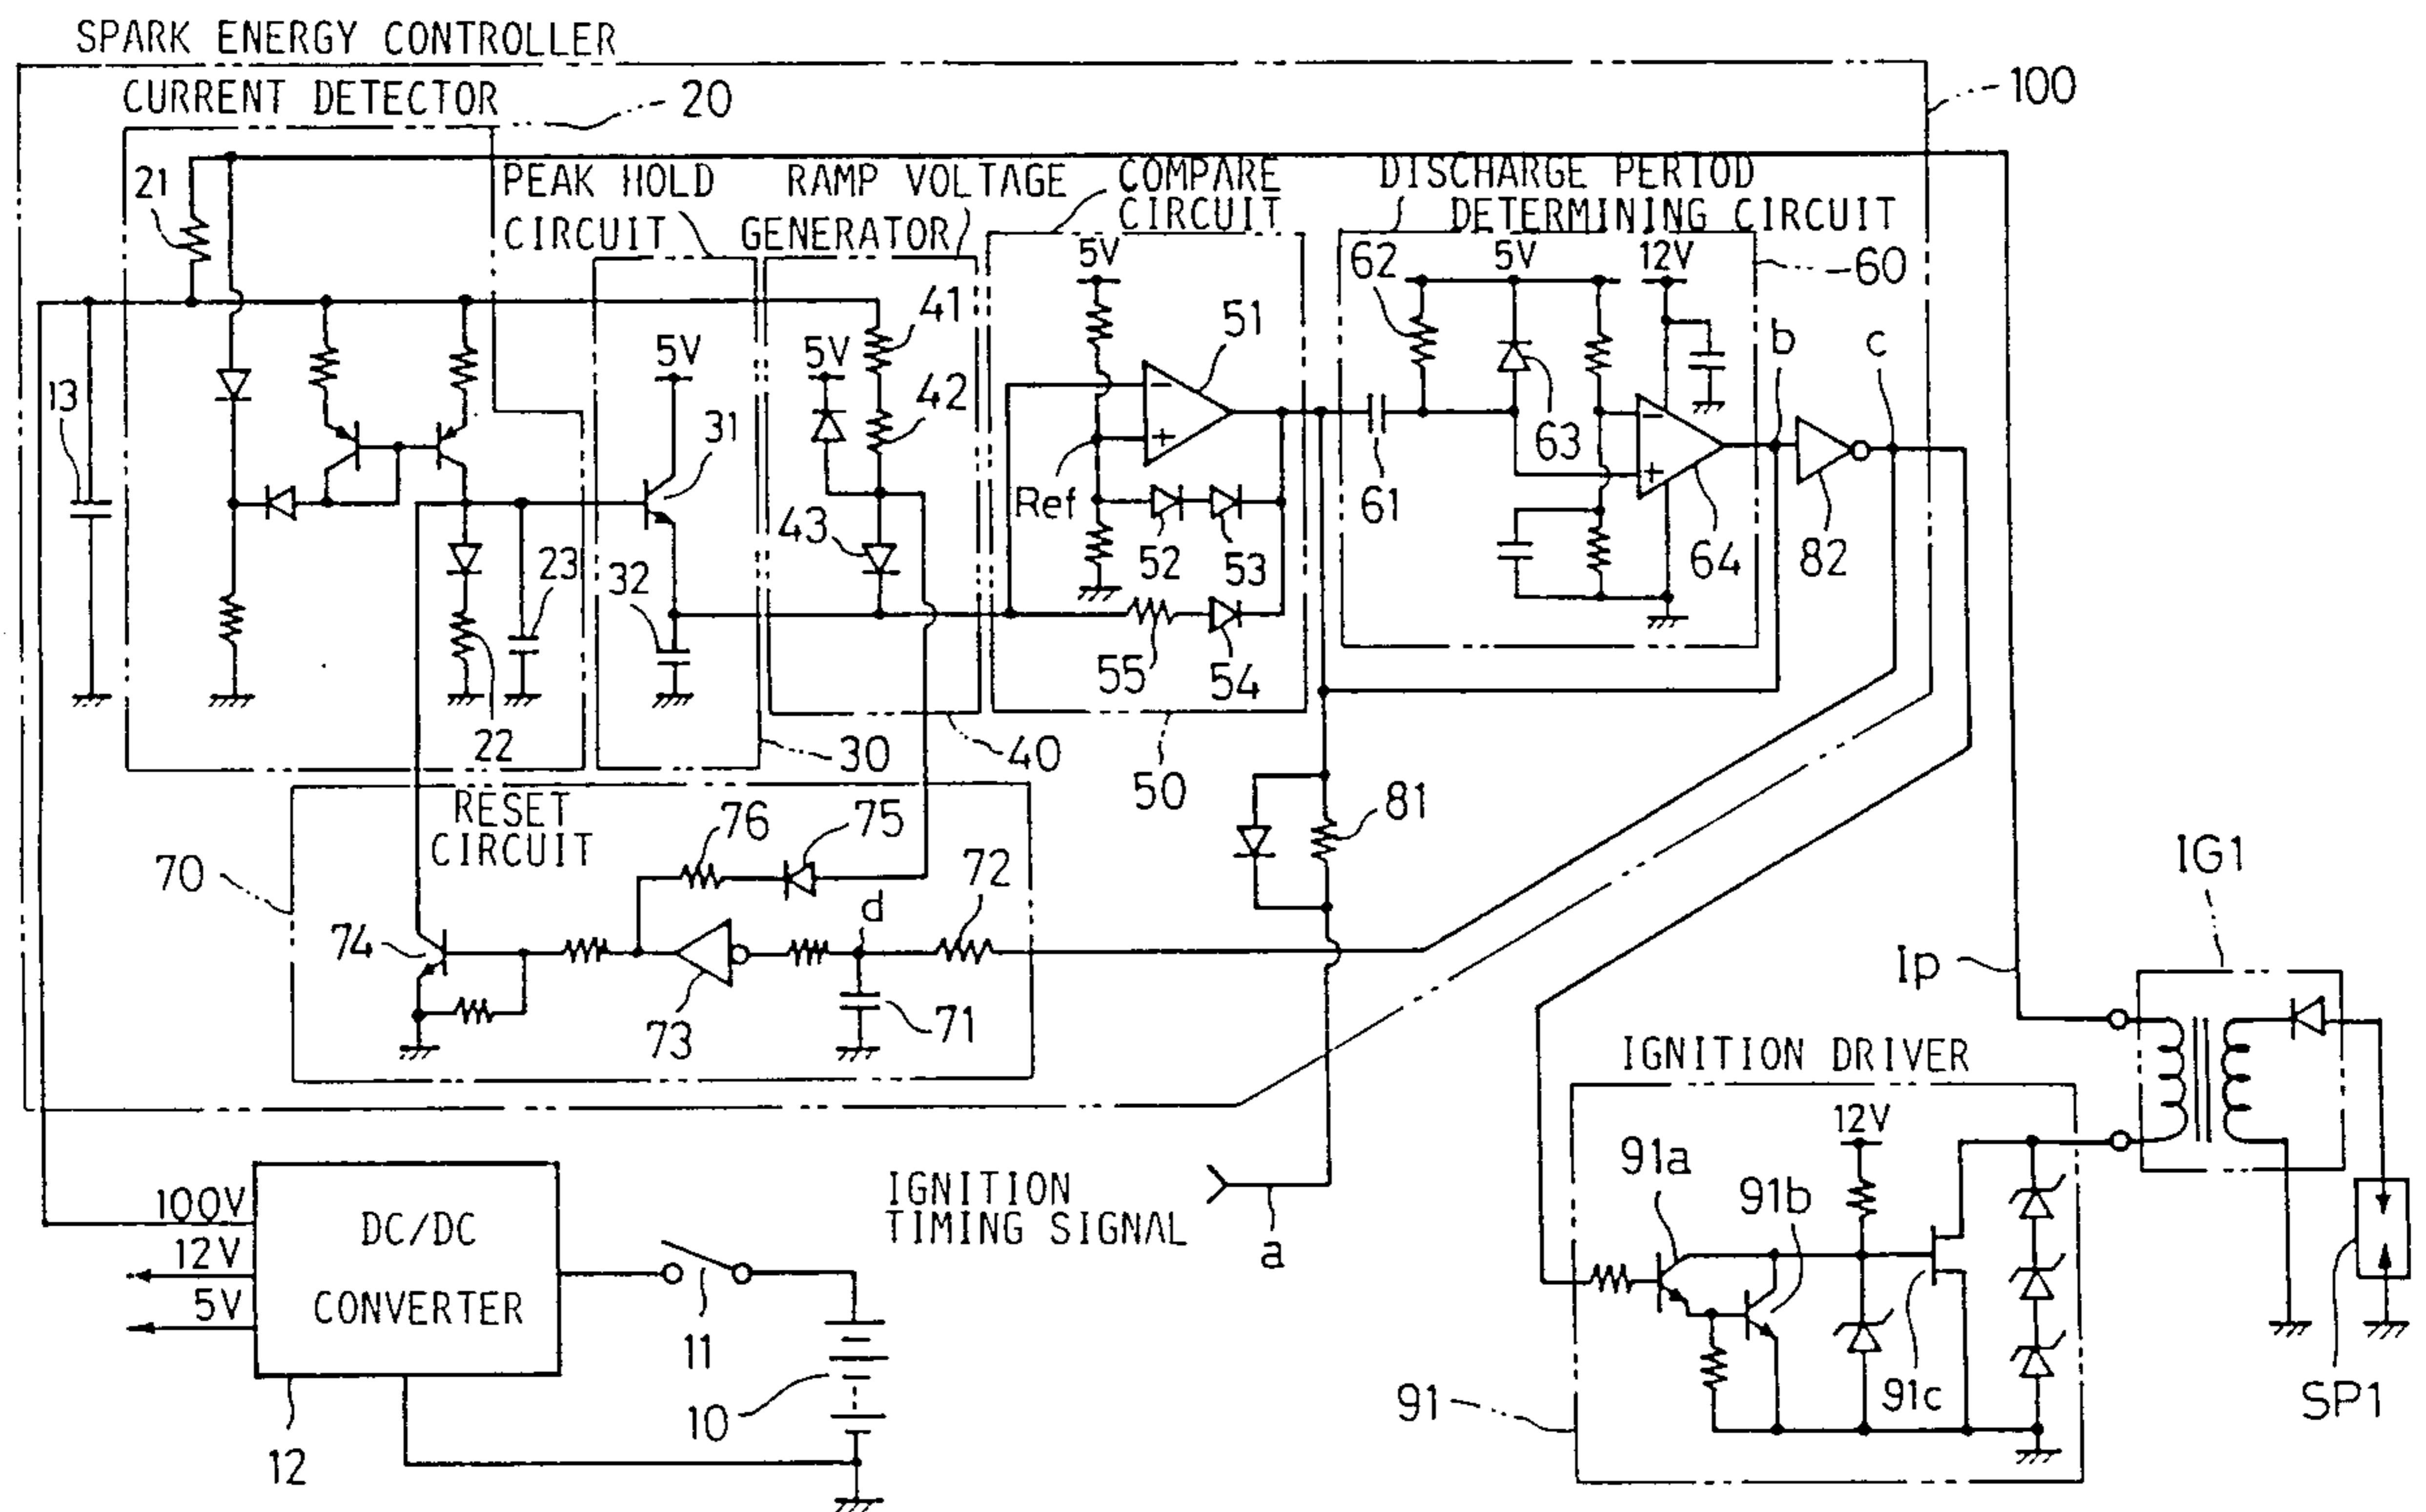 SPARK ENERGY CONTROLLER
CURRENT DETECTOR
20
100
21
PEAK HOLD
CIRCUIT
RAMP VOLTAGE
GENERATOR
COMPARE
CIRCUIT
DISCHARGE PERIOD
DETERMINING CIRCUIT
5V
62
5V
12V
60
41
5V
5V
51
b
c
13
42
31
63
Ref
61
43
52
53
64
82
23
32
55
54
22
30
40
50
RESET
CIRCUIT
76
75
81
70
72
IG1
d
74
Ip
73
71
IGNITION DRIVER
12V
91a
91b
100V
12V
5V
DC/DC
CONVERTER
IGNITION
TIMING SIGNAL
a
11
91c
10
91
SP1
12